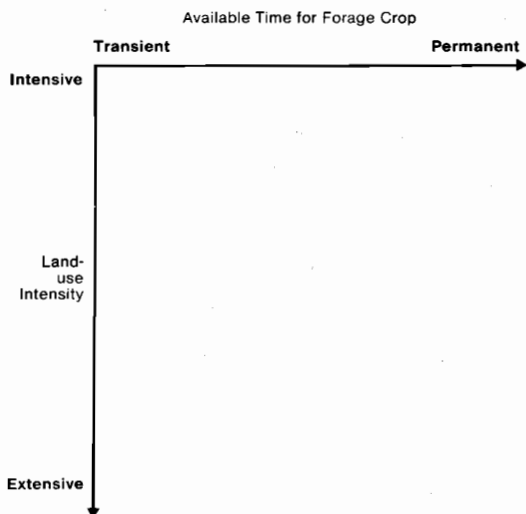 Available Time for Forage Crop
Transient Permanent
Intensive
Land-
use
Intensity
Extensive